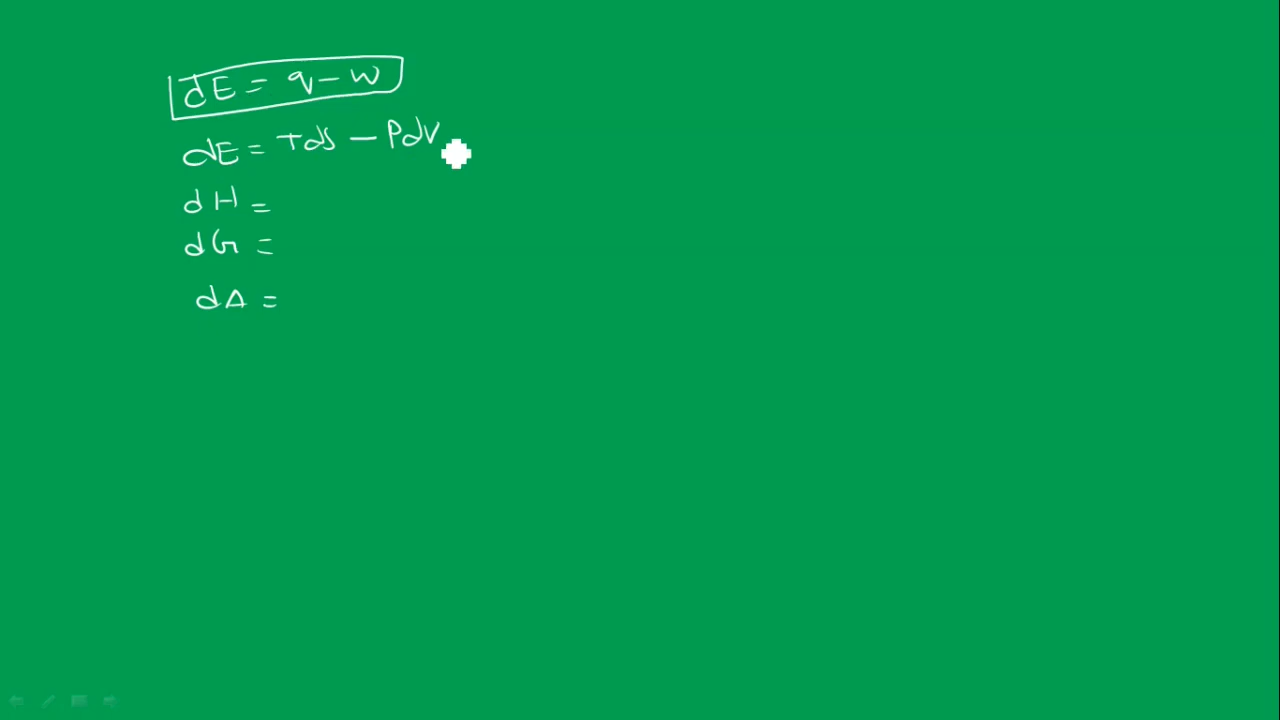 dE = q - w
dE = Tds - Pdv
dH =
dG =
dA =